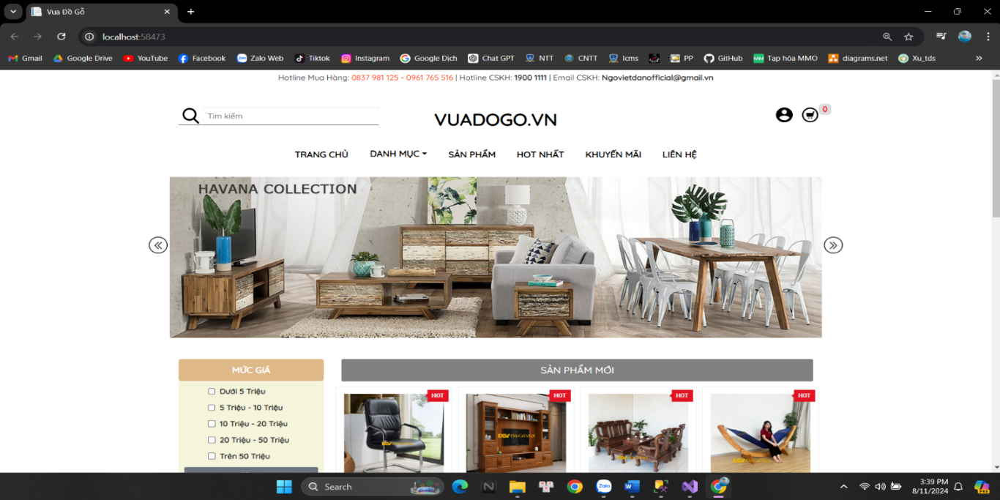 Vua Đồ Gỗ
localhost:58473
Gmail Google Drive YouTube Facebook Zalo Web Tiktok Instagram Google Dịch Chat GPT NTT CNTT lcms PP GitHub Tạp hóa MMO diagrams.net Xu_tds
Hotline Mua Hàng: 0837 981 125 - 0961 765 516 | Hotline CSKH: 1900 1111 | Email CSKH: Ngovietdanofficial@gmail.vn
Tìm kiếm
VUADOGO.VN
0
TRANG CHỦ DANH MỤC SẢN PHẨM HOT NHẤT KHUYẾN MÃI LIÊN HỆ
HAVANA COLLECTION
MỨC GIÁ
SẢN PHẨM MỚI
Dưới 5 Triệu
5 Triệu - 10 Triệu
10 Triệu - 20 Triệu
20 Triệu - 50 Triệu
Trên 50 Triệu
HOT HOT HOT HOT
Search
3:39 PM
8/11/2024